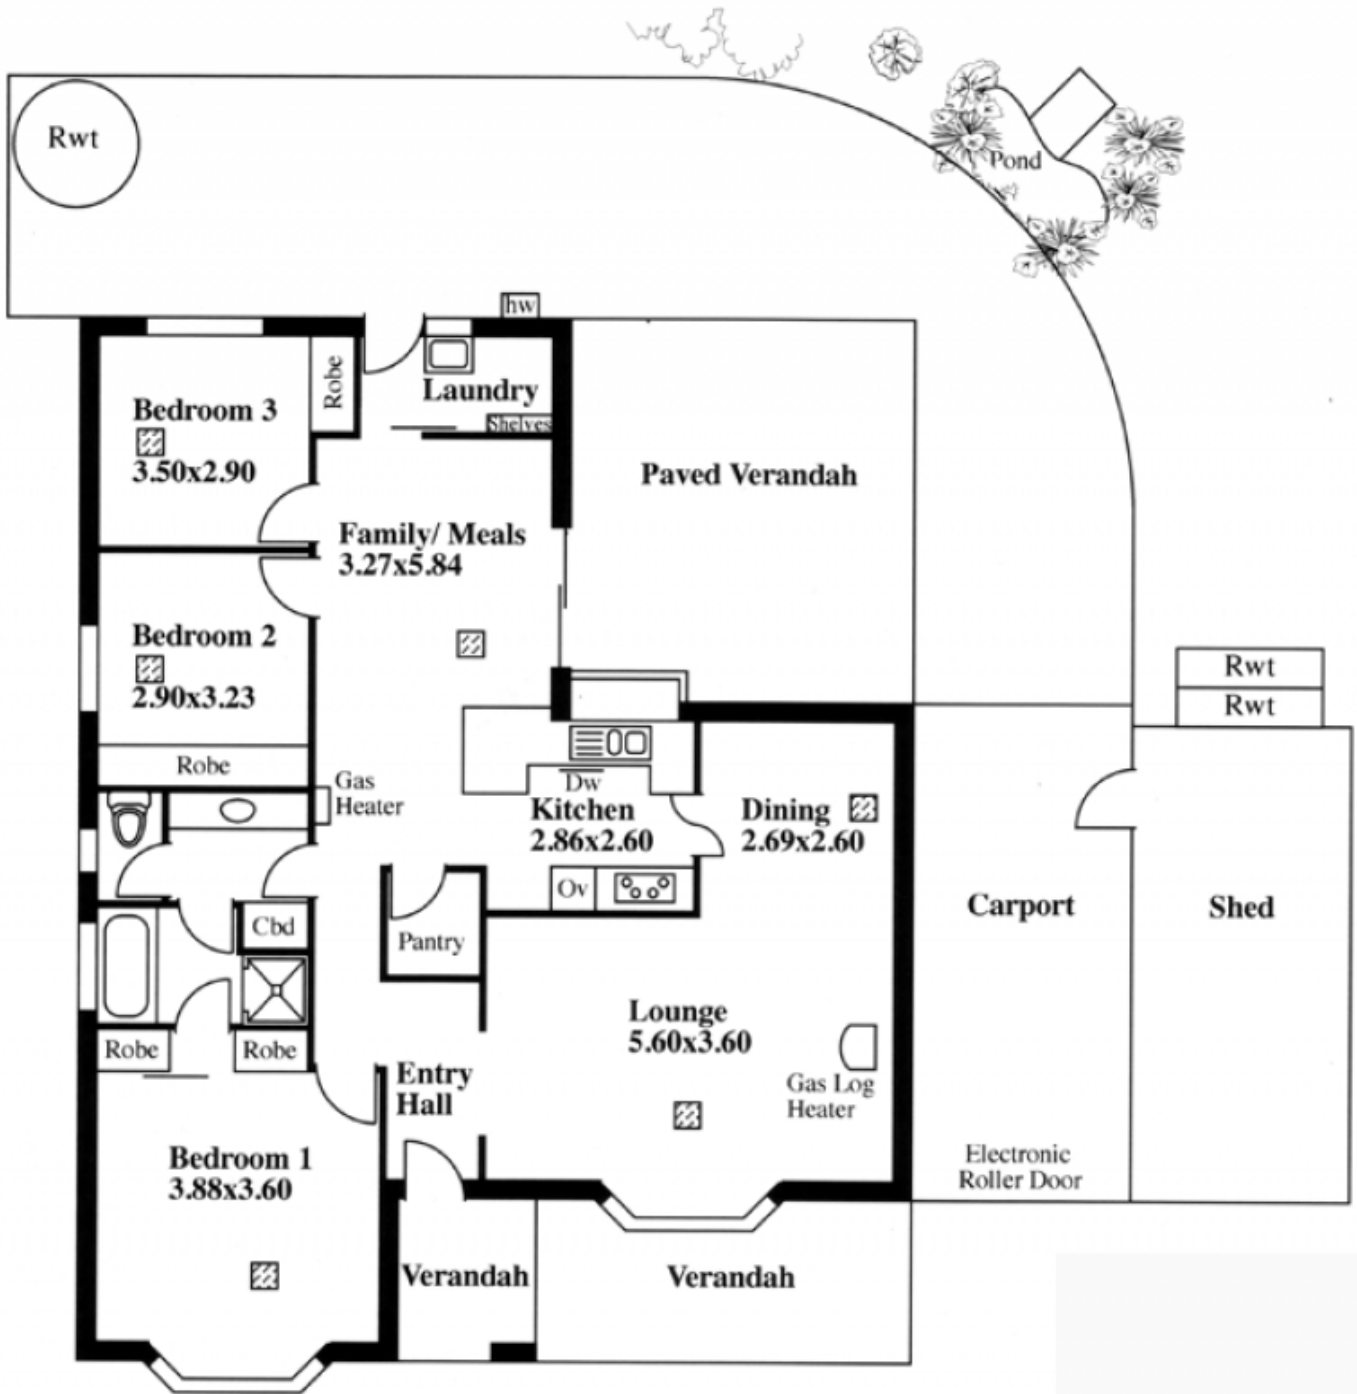 Rwt
Pond
hw
Robe
Laundry
Shelves
Bedroom 3
3.50x2.90
Paved Verandah
Family/ Meals
3.27x5.84
Bedroom 2
2.90x3.23
Rwt
Rwt
Robe
Gas
Heater
Dw
Kitchen
2.86x2.60
Dining
2.69x2.60
Ov
Carport
Shed
Cbd
Pantry
Lounge
5.60x3.60
Robe
Robe
Entry
Hall
Gas Log
Heater
Bedroom 1
3.88x3.60
Electronic
Roller Door
Verandah
Verandah